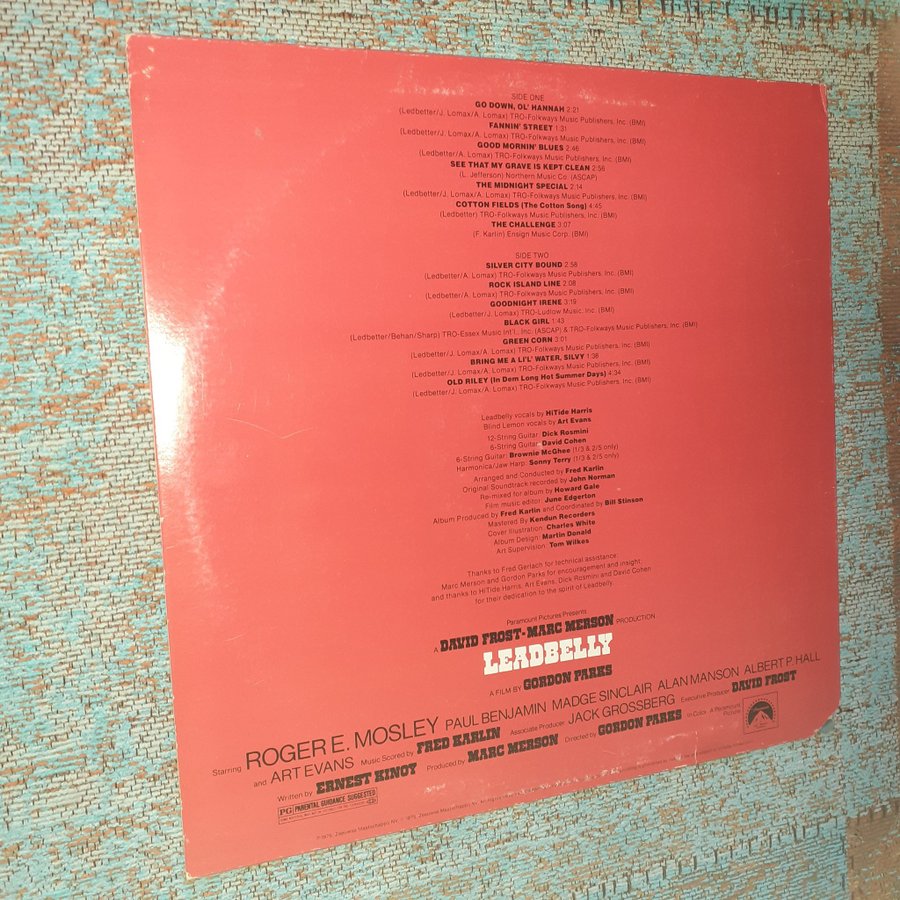 SIDE ONE
GO DOWN, OL' HANNAH 2:21
(Ledbetter/J. Lomax/A. Lomax) TRO-Folkways Music Publishers, Inc. (BMI)
FANNIN' STREET 1:31
(Ledbetter/J. Lomax/A. Lomax) TRO-Folkways Music Publishers, Inc. (BMI)
GOOD MORNIN' BLUES 2:46
(Ledbetter/A. Lomax) TRO-Folkways Music Publishers, Inc. (BMI)
SEE THAT MY GRAVE IS KEPT CLEAN 2:56
(L. Jefferson) Northern Music Co. (ASCAP)
THE MIDNIGHT SPECIAL 2:14
(Ledbetter/J. Lomax/A. Lomax) TRO-Folkways Music Publishers, Inc. (BMI)
COTTON FIELDS (The Cotton Song) 4:45
(Ledbetter) TRO-Folkways Music Publishers, Inc. (BMI)
THE CHALLENGE 3:07
(F. Karlin) Ensign Music Corp. (BMI)
SIDE TWO
SILVER CITY BOUND 2:58
(Ledbetter/A. Lomax) TRO-Folkways Music Publishers, Inc. (BMI)
ROCK ISLAND LINE 2:08
(Ledbetter/J. Lomax/A. Lomax) TRO-Folkways Music Publishers, Inc. (BMI)
GOODNIGHT IRENE 3:19
(Ledbetter/J. Lomax) TRO-Ludlow Music, Inc. (BMI)
BLACK GIRL 1:43
(Ledbetter/Behan/Sharp) TRO-Essex Music Int'l., Inc. (ASCAP) & TRO-Folkways Music Publishers, Inc. (BMI)
GREEN CORN 3:01
(Ledbetter/J. Lomax/A. Lomax) TRO-Folkways Music Publishers, Inc. (BMI)
BRING ME A LI'L' WATER, SILVY 1:36
(Ledbetter/J. Lomax/A. Lomax) TRO-Folkways Music Publishers, Inc. (BMI)
OLD RILEY (In Dem Long Hot Summer Days) 4:34
(Ledbetter/J. Lomax/A. Lomax) TRO-Folkways Music Publishers, Inc. (BMI)
Leadbelly vocals by HiTide Harris
Blind Lemon vocals by Art Evans
12-String Guitar: Dick Rosmini
6-String Guitar: David Cohen
6-String Guitar: Brownie McGhee (1/3 & 2/5 only)
Harmonica/Jaw Harp: Sonny Terry (1/3 & 2/5 only)
Arranged and Conducted by Fred Karlin
Original Soundtrack recorded by John Norman
Re-mixed for album by Howard Gale
Film music editor: June Edgerton
Album Produced by Fred Karlin and Coordinated by Bill Stinson
Mastered By Kendun Recorders
Cover Illustration: Charles White
Album Design: Martin Donald
Art Supervision: Tom Wilkes
Thanks to Fred Gerlach for technical assistance;
Marc Merson and Gordon Parks for encouragement and insight;
and thanks to HiTide Harris, Art Evans, Dick Rosmini and David Cohen
for their dedication to the spirit of Leadbelly.
Paramount Pictures Presents
A DAVID FROST-MARC MERSON PRODUCTION
LEADBELLY
A FILM BY GORDON PARKS
Starring ROGER E. MOSLEY PAUL BENJAMIN MADGE SINCLAIR ALAN MANSON ALBERT P. HALL
and ART EVANS Music Scored by FRED KARLIN Associate Producer JACK GROSSBERG Executive Producer DAVID FROST
Written by ERNEST KINOY Produced by MARC MERSON Directed by GORDON PARKS In Color A Paramount Picture
PG PARENTAL GUIDANCE SUGGESTED